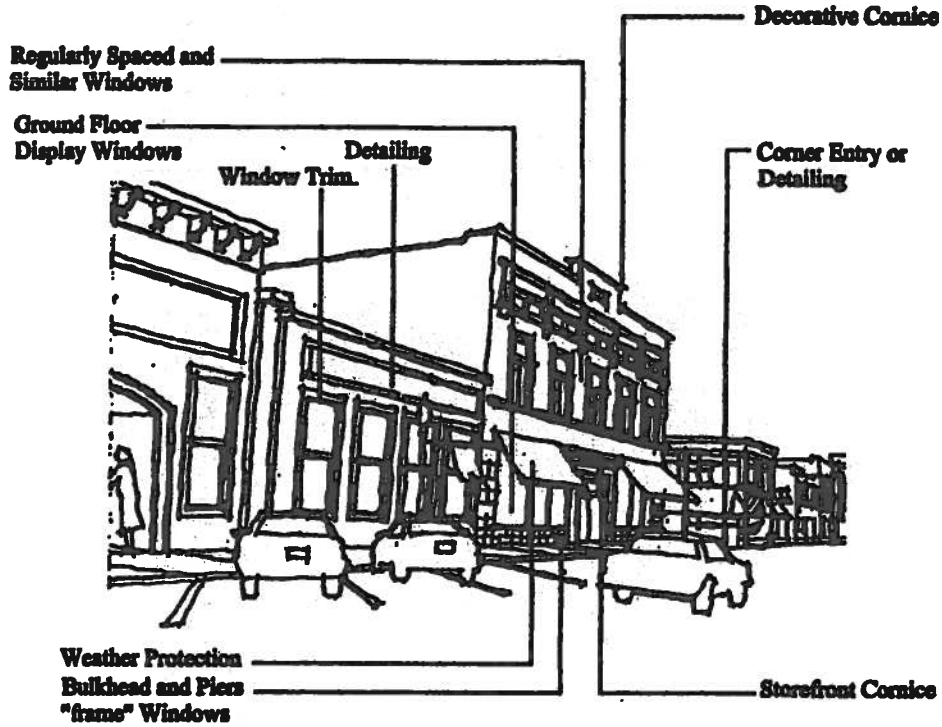 Decorative Cornice
Regularly Spaced and
Similar Windows
Ground Floor
Display Windows
Detailing
Window Trim.
Corner Entry or
Detailing
Weather Protection
Bulkhead and Piers
"frame" Windows
Storefront Cornice